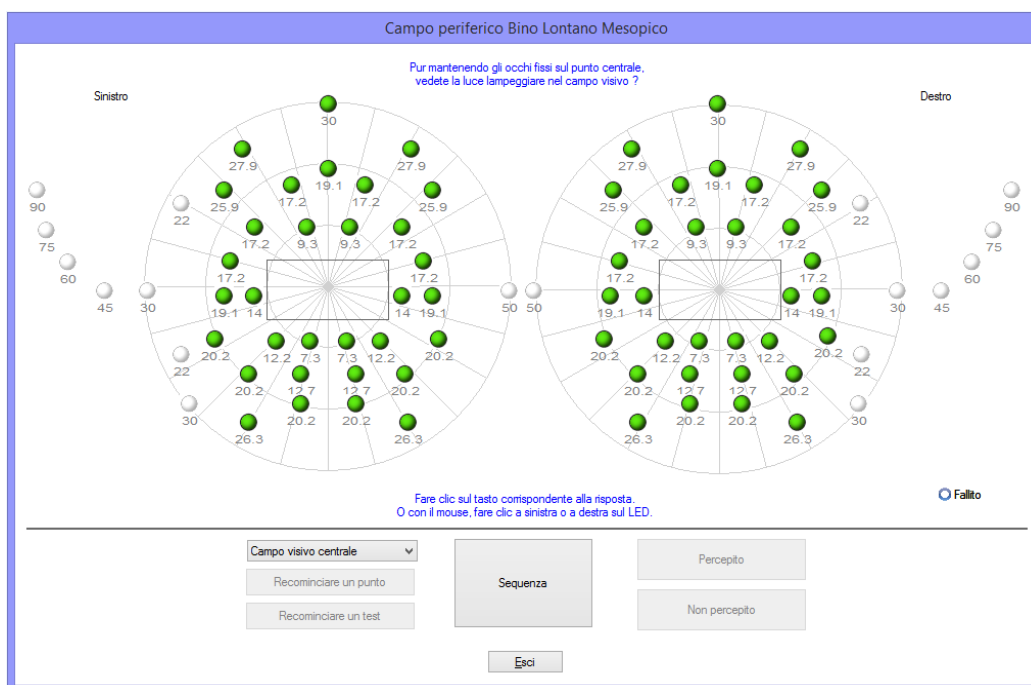 Campo periferico Bino Lontano Mesopico
Pur mantenendo gli occhi fissi sul punto centrale,
vedete la luce lampeggiare nel campo visivo ?
Sinistro Destro
30 30
27.9 27.9 27.9 27.9
19.1 19.1
17.2 17.2 17.2 17.2
25.9 25.9 25.9 25.9
90 90
22 22
17.2 9.3 9.3 17.2 17.2 9.3 9.3 17.2
75 75
60 17.2 17.2 17.2 17.2 60
45 30 19.1 14 14 19.1 50 50 19.1 14 14 19.1 30 45
20.2 12.2 7.3 7.3 12.2 20.2 20.2 12.2 7.3 7.3 12.2 20.2
22 22
20.2 12.7 12.7 20.2 20.2 12.7 12.7 20.2
30 20.2 20.2 20.2 20.2 30
26.3 26.3 26.3 26.3
Fallito
Fare clic sul tasto corrispondente alla risposta.
O con il mouse, fare clic a sinistra o a destra sul LED.
Campo visivo centrale
Recominciare un punto
Recominciare un test
Sequenza
Percepito
Non percepito
Esci